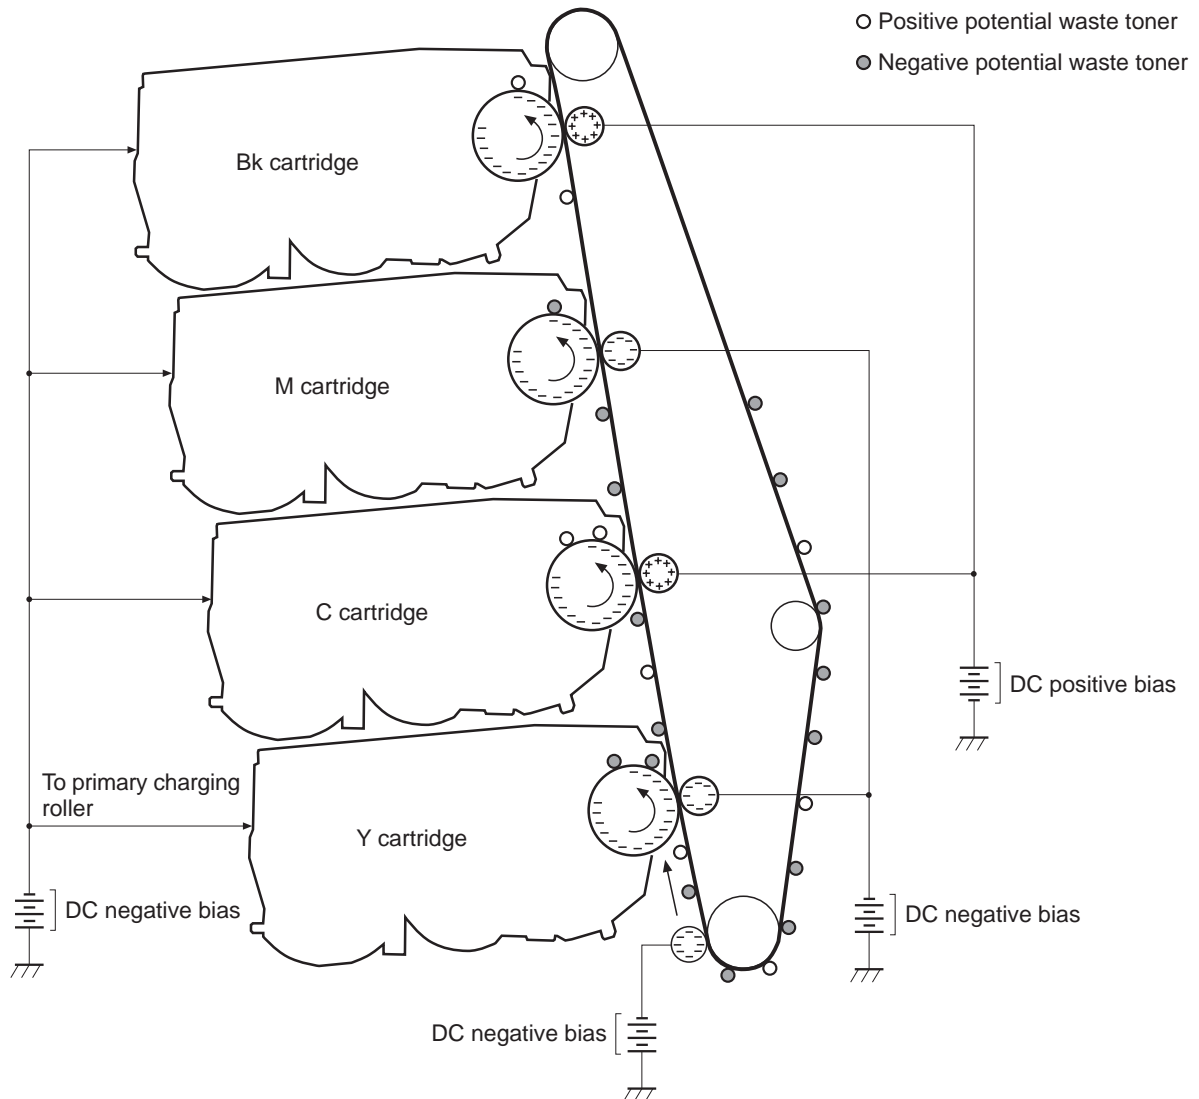 Positive potential waste toner
Negative potential waste toner
Bk cartridge
M cartridge
C cartridge
DC positive bias
To primary charging
roller
Y cartridge
DC negative bias
DC negative bias
DC negative bias